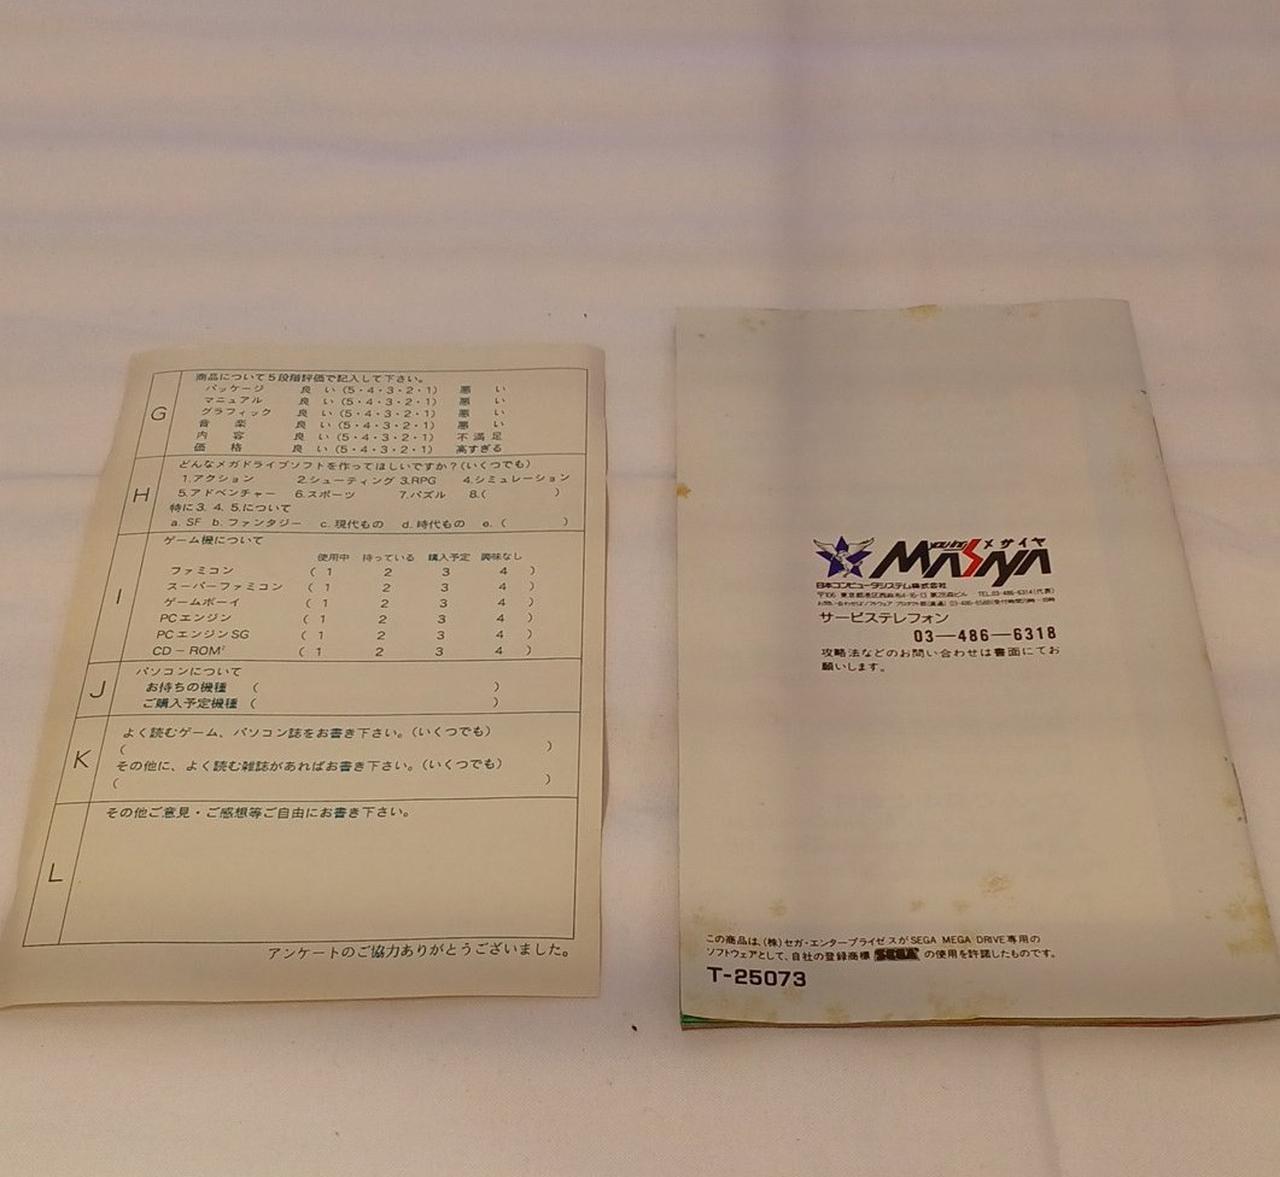 G
商品について5段階評価で記入して下さい。
パッケージ 良い(5・4・3・2・1) 悪い
マニュアル 良い(5・4・3・2・1) 悪い
グラフィック 良い(5・4・3・2・1) 悪い
音楽 良い(5・4・3・2・1) 悪い
内容 良い(5・4・3・2・1) 不満足
価格 良い(5・4・3・2・1) 高すぎる
H
どんなメガドライブソフトを作ってほしいですか?(いくつでも)
1.アクション 2.シューティング 3.RPG 4.シミュレーション
5.アドベンチャー 6.スポーツ 7.パズル 8.( )
特に3. 4. 5.について
a. SF b. ファンタジー c. 現代もの d. 時代もの e. ( )
I
ゲーム機について
使用中 持っている 購入予定 興味なし
ファミコン ( 1 2 3 4 )
スーパーファミコン ( 1 2 3 4 )
ゲームボーイ ( 1 2 3 4 )
PCエンジン ( 1 2 3 4 )
PCエンジンSG ( 1 2 3 4 )
CD-ROM² ( 1 2 3 4 )
J
パソコンについて
お持ちの機種 ( )
ご購入予定機種 ( )
K
よく読むゲーム、パソコン誌をお書き下さい。(いくつでも)
( )
その他に、よく読む雑誌があればお書き下さい。(いくつでも)
( )
L
その他ご意見・ご感想等ご自由にお書き下さい。
アンケートのご協力ありがとうございました。
メサイヤ
MASAYA
日本コンピュータシステム株式会社
〒106 東京都港区西麻布4-16-13 第28森ビル TEL.03-486-6314(代表)
サービステレフォン
03-486-6318
攻略法などのお問い合わせは書面にてお
願いします。
この商品は、(株)セガ・エンタープライゼスがSEGA MEGA DRIVE専用の
ソフトウェアとして、自社の登録商標 SEGA の使用を許諾したものです。
T-25073